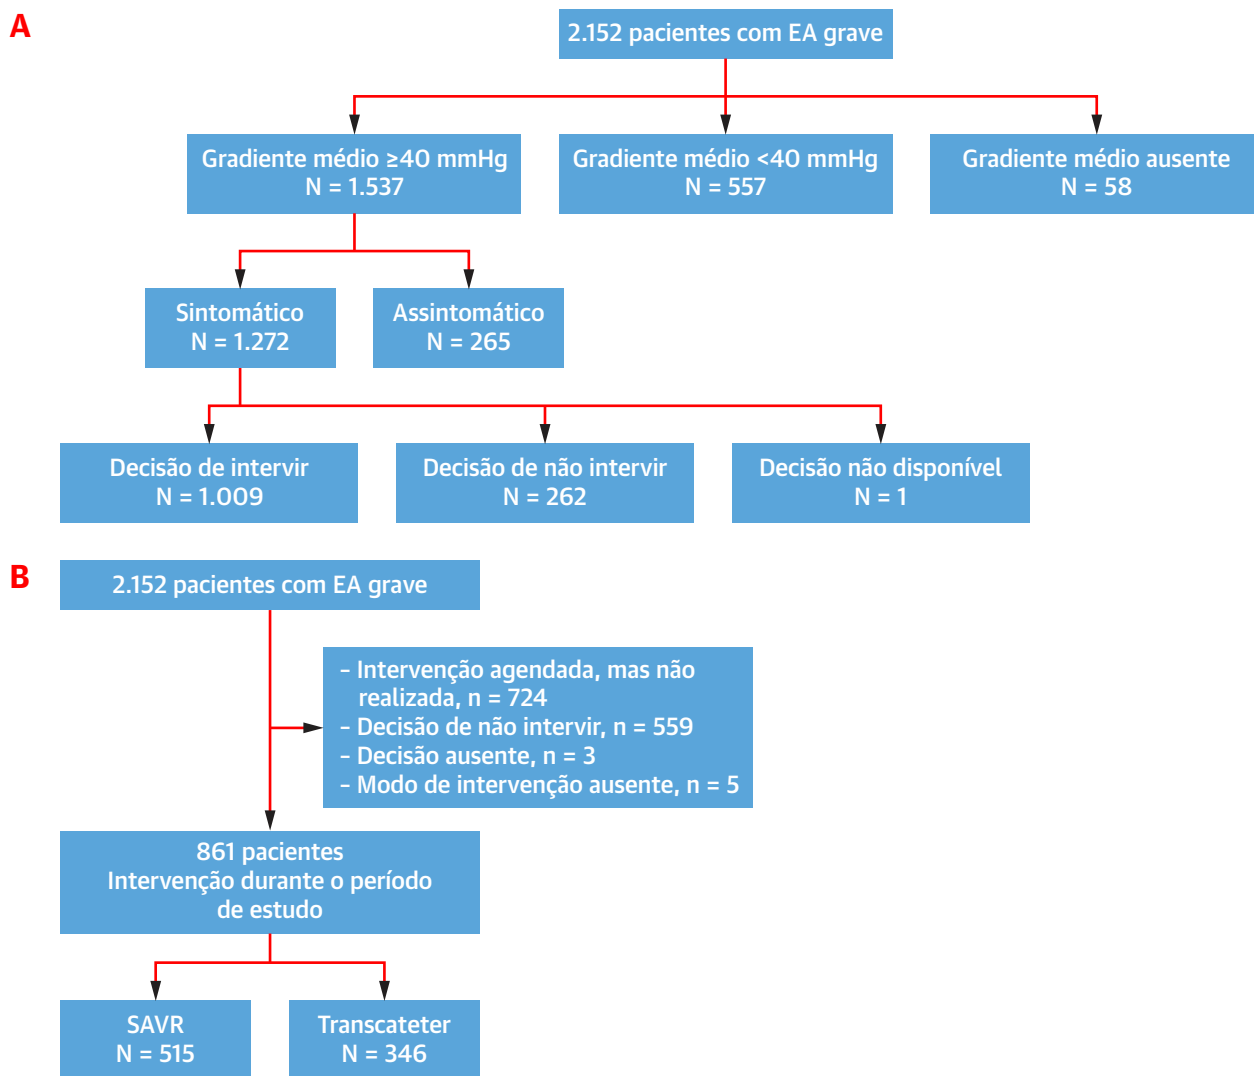 A
2.152 pacientes com EA grave
Gradiente médio ≥40 mmHg
N = 1.537
Gradiente médio <40 mmHg
N = 557
Gradiente médio ausente
N = 58
Sintomático
N = 1.272
Assintomático
N = 265
Decisão de intervir
N = 1.009
Decisão de não intervir
N = 262
Decisão não disponível
N = 1
B
2.152 pacientes com EA grave
– Intervenção agendada, mas não
realizada, n = 724
– Decisão de não intervir, n = 559
– Decisão ausente, n = 3
– Modo de intervenção ausente, n = 5
861 pacientes
Intervenção durante o período
de estudo
SAVR
N = 515
Transcateter
N = 346